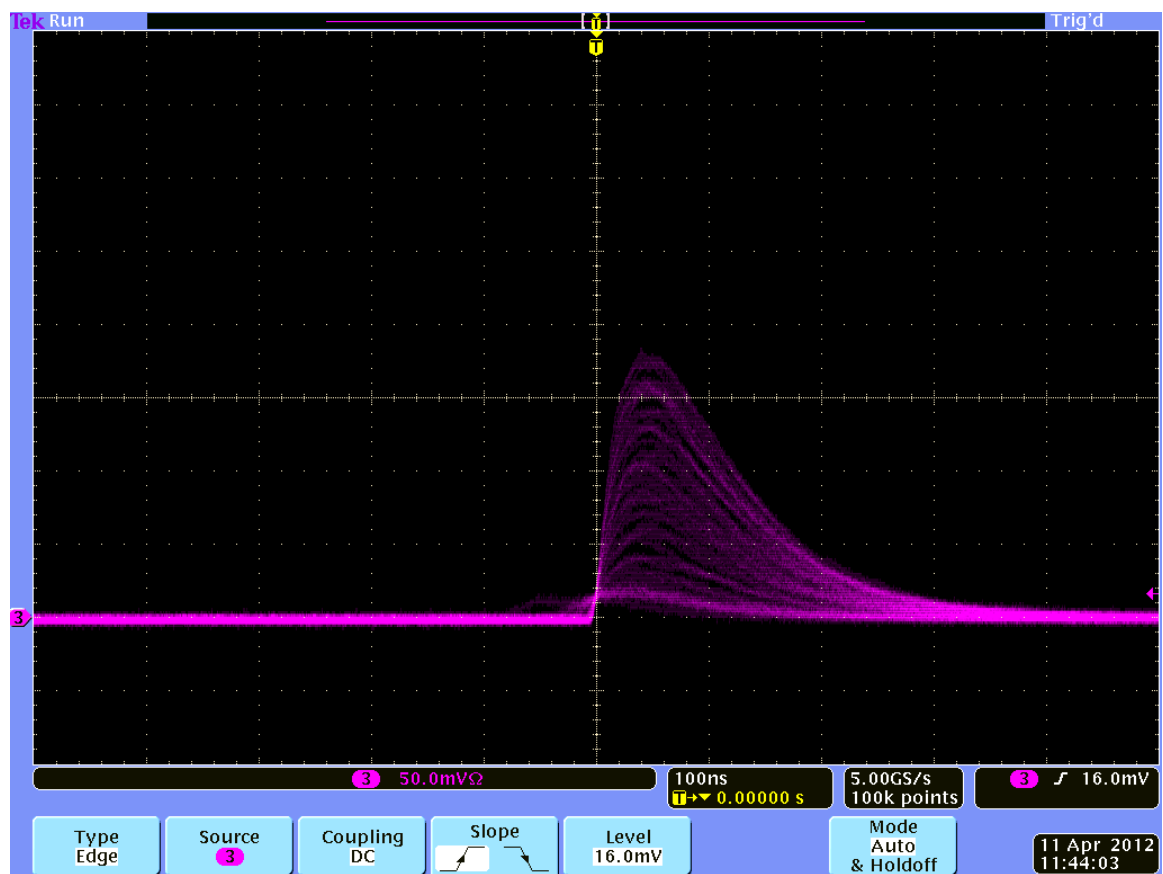 Tek Run Trig'd
T
T
3
3 50.0mVΩ
100ns
T→▼ 0.00000 s
5.00GS/s
100k points
3 16.0mV
Type
Edge
Source
3
Coupling
DC
Slope
Level
16.0mV
Mode
Auto
& Holdoff
11 Apr 2012
11:44:03